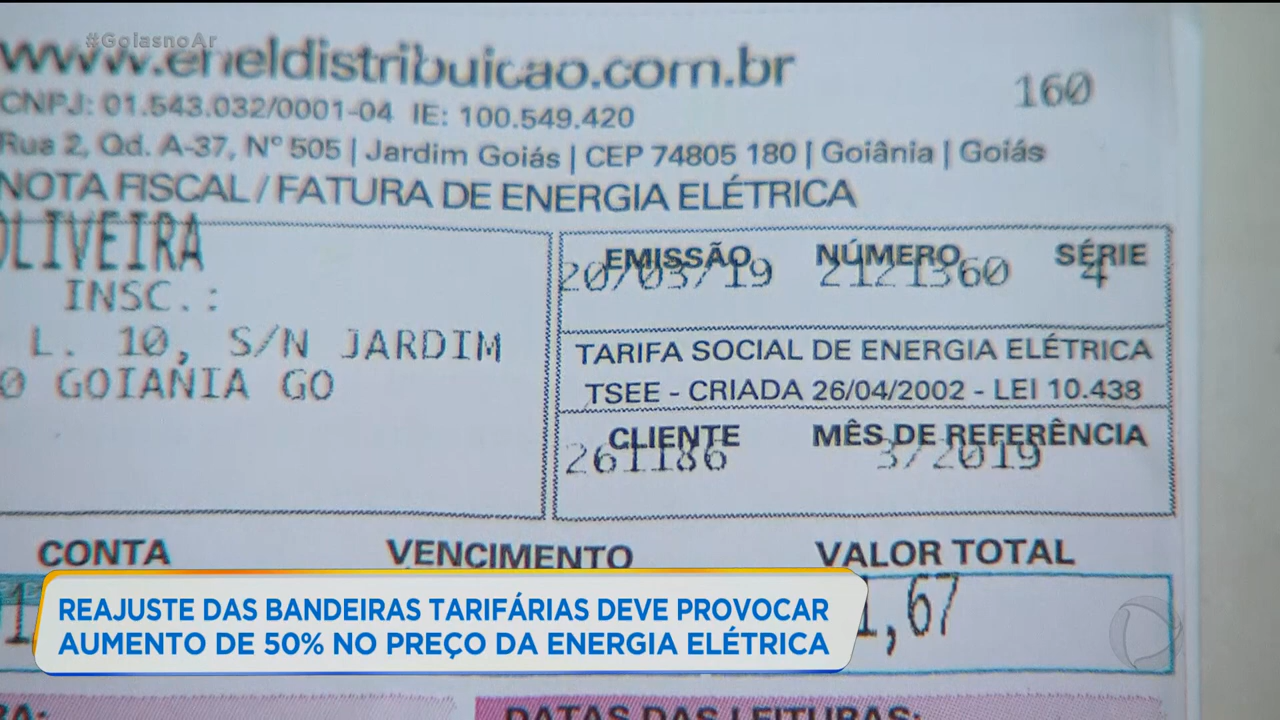 #GoiasnoAr
www.eneldistribuicao.com.br
160
CNPJ: 01.543.032/0001-04 IE: 100.549.420
Rua 2, Qd. A-37, Nº 505 | Jardim Goiás | CEP 74805 180 | Goiânia | Goiás
NOTA FISCAL / FATURA DE ENERGIA ELÉTRICA
OLIVEIRA
INSC.:
L. 10, S/N JARDIM
0 GOIANIA GO
EMISSÃO NÚMERO SÉRIE
20/03/19 2121360 4
TARIFA SOCIAL DE ENERGIA ELÉTRICA
TSEE - CRIADA 26/04/2002 - LEI 10.438
CLIENTE MÊS DE REFERÊNCIA
261186 3/2019
CONTA VENCIMENTO VALOR TOTAL
1,67
REAJUSTE DAS BANDEIRAS TARIFÁRIAS DEVE PROVOCAR
AUMENTO DE 50% NO PREÇO DA ENERGIA ELÉTRICA
DATAS DAS LEITURAS: